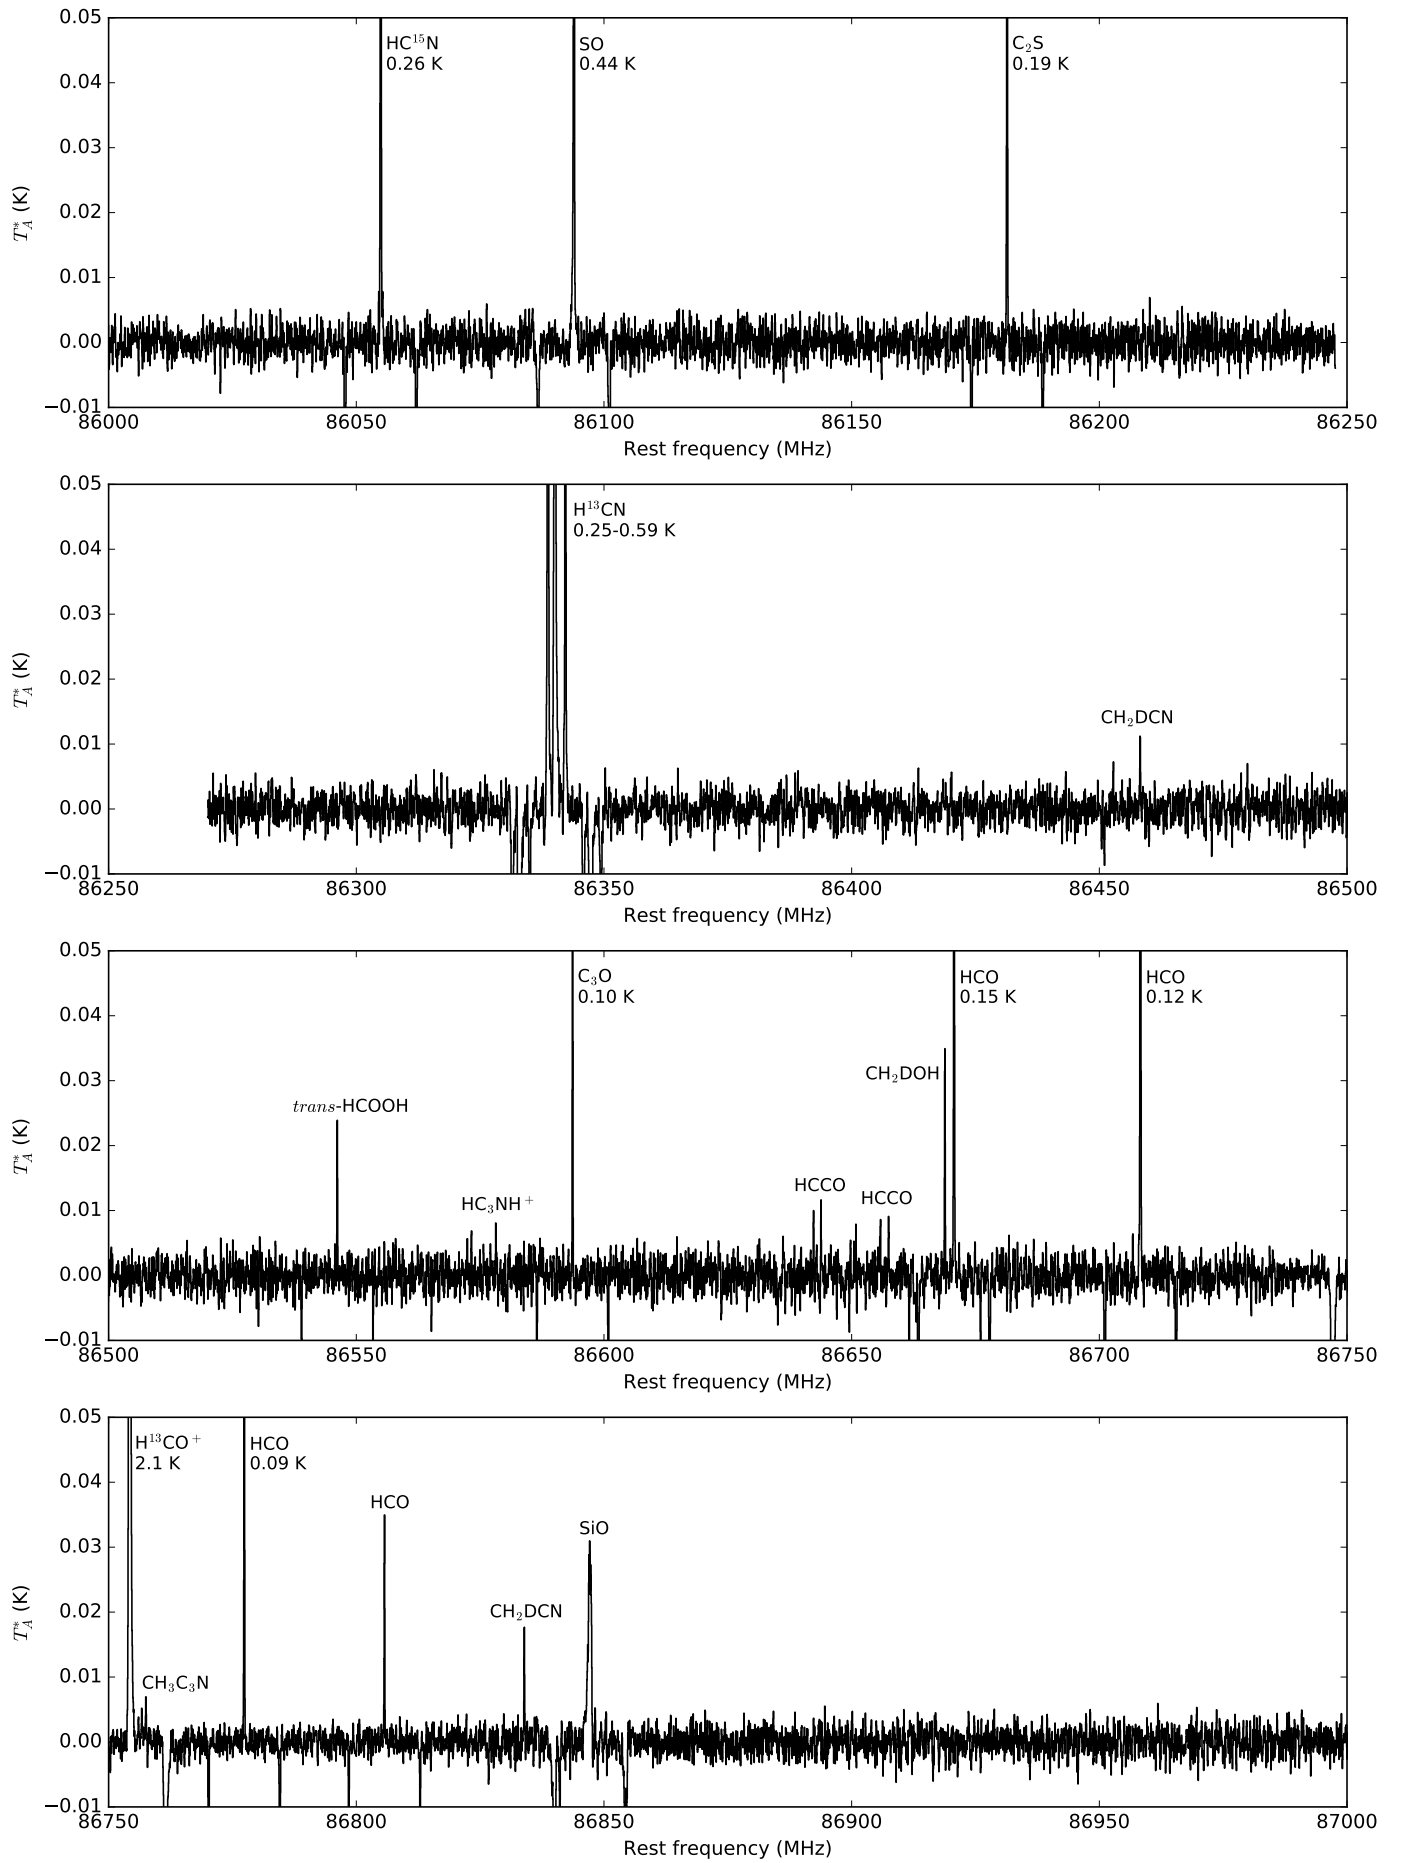 0.05
HC¹⁵N
0.26 K
SO
0.44 K
C₂S
0.19 K
0.04
0.03
0.02
0.01
0.00
−0.01
T*A (K)
86000 86050 86100 86150 86200 86250
Rest frequency (MHz)
0.05
H¹³CN
0.25-0.59 K
0.04
0.03
0.02
CH₂DCN
0.01
0.00
−0.01
T*A (K)
86250 86300 86350 86400 86450 86500
Rest frequency (MHz)
0.05
C₃O
0.10 K
HCO
0.15 K
HCO
0.12 K
0.04
CH₂DOH
0.03
trans-HCOOH
0.02
HCCO
HCCO
HC₃NH⁺
0.01
0.00
−0.01
T*A (K)
86500 86550 86600 86650 86700 86750
Rest frequency (MHz)
0.05
H¹³CO⁺
2.1 K
HCO
0.09 K
0.04
HCO
SiO
0.03
0.02
CH₂DCN
CH₃C₃N
0.01
0.00
−0.01
T*A (K)
86750 86800 86850 86900 86950 87000
Rest frequency (MHz)